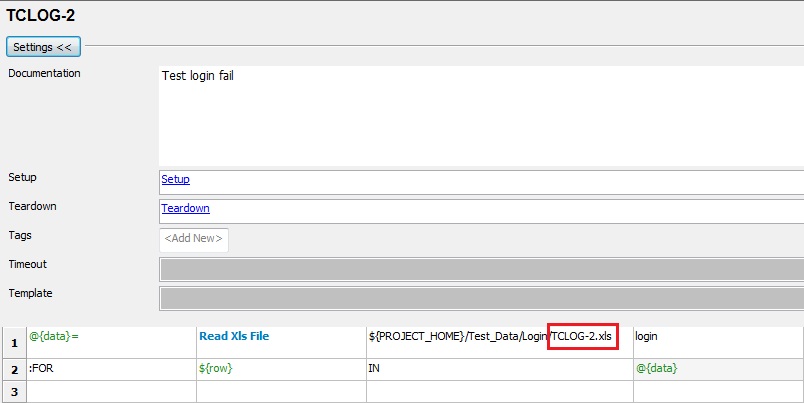 TCLOG-2
Settings <<
Documentation
Test login fail
Setup
Setup
Teardown
Teardown
Tags
<Add New>
Timeout
Template
1 @{data}= Read Xls File ${PROJECT_HOME}/Test_Data/Login/TCLOG-2.xls login
2 :FOR ${row} IN @{data}
3